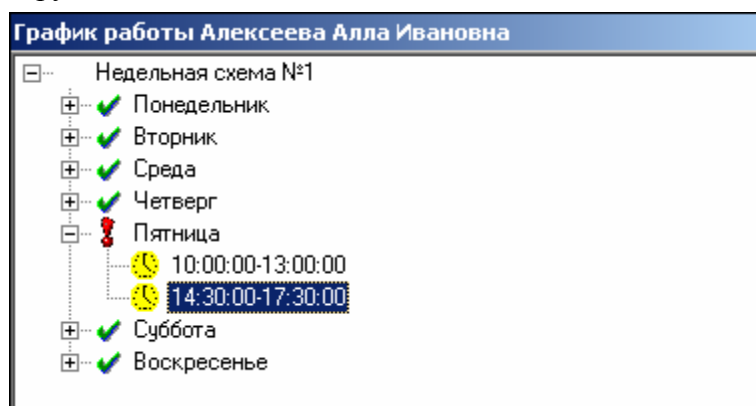 График работы Алексеева Алла Ивановна
Недельная схема №1
Понедельник
Вторник
Среда
Четверг
Пятница
10:00:00-13:00:00
14:30:00-17:30:00
Суббота
Воскресенье